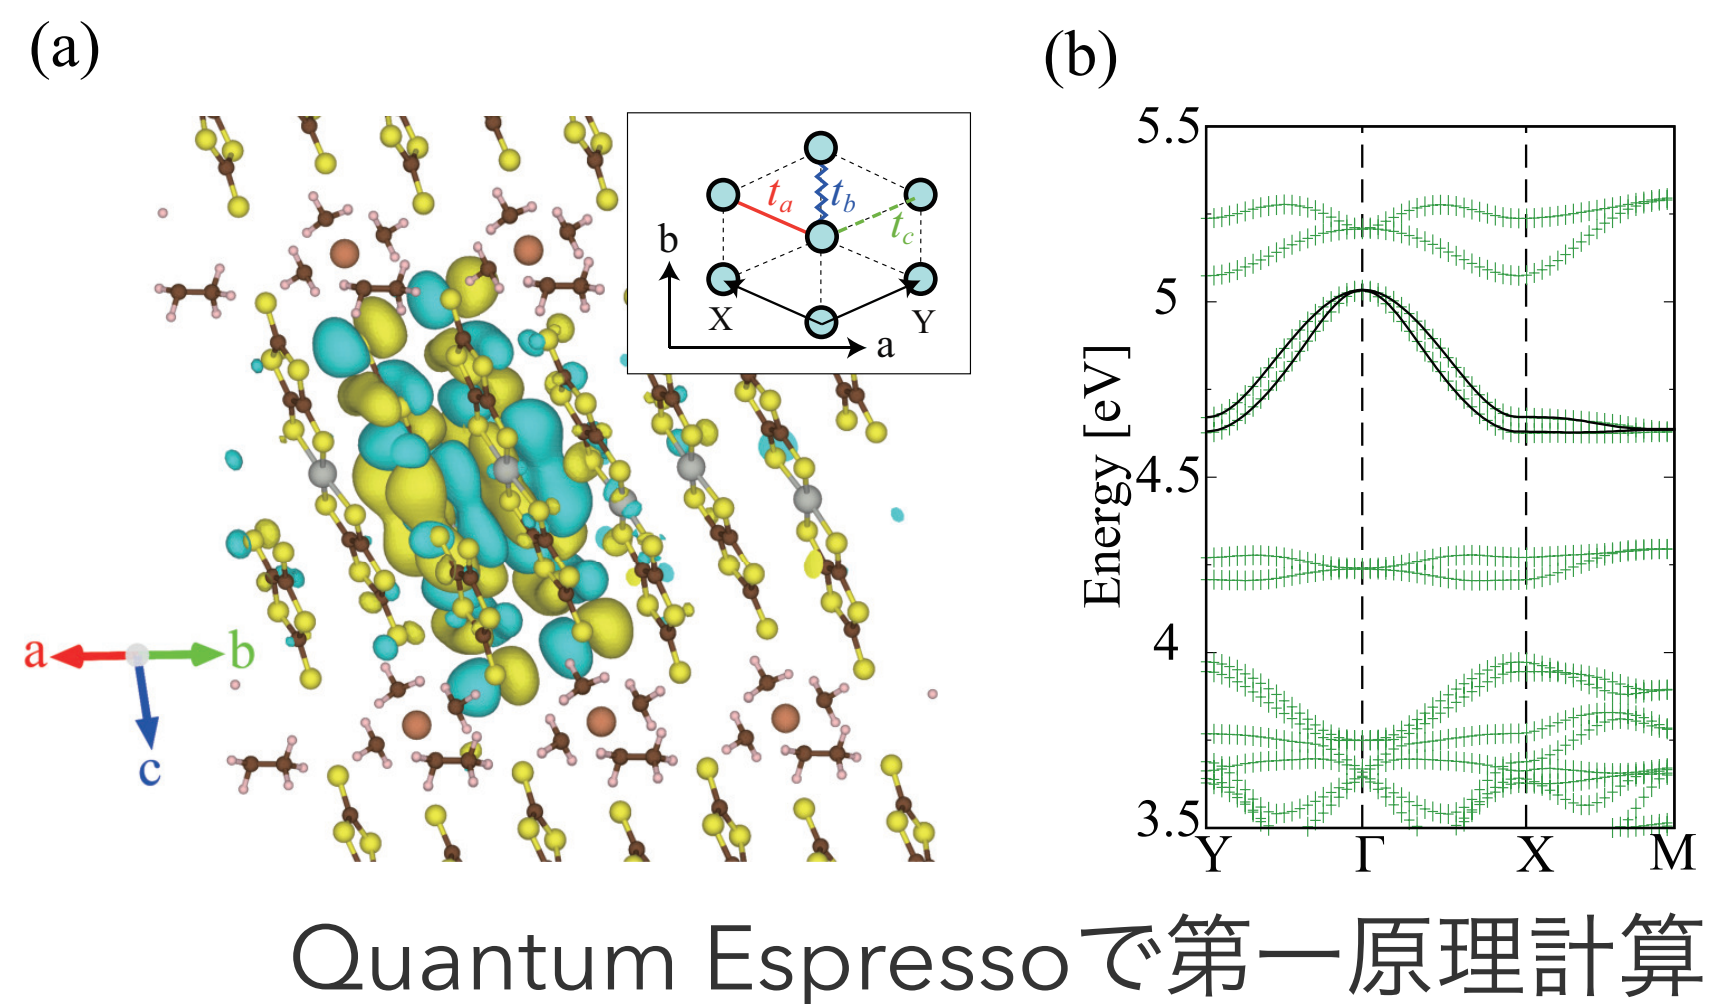 (a)
(b)
t_a
t_b
t_c
b
X
Y
a
a
b
c
Energy [eV]
5.5
5
4.5
4
3.5
Y
Γ
X
M
Quantum Espressoで第一原理計算